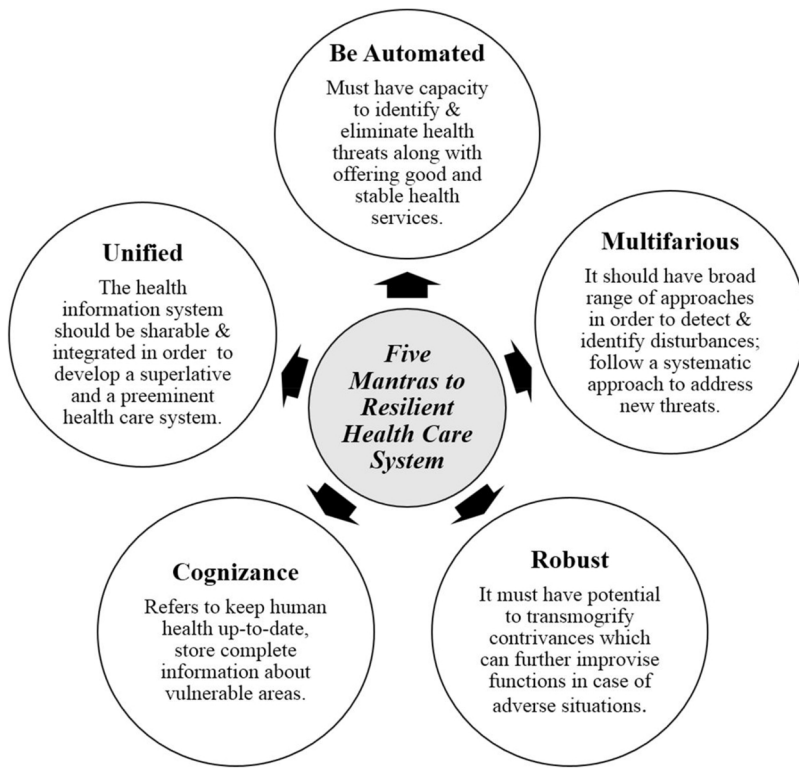 Be Automated
Must have capacity
to identify &
eliminate health
threats along with
offering good and
stable health
services.
Multifarious
It should have broad
range of approaches
in order to detect &
identify disturbances;
follow a systematic
approach to address
new threats.
Robust
It must have potential
to transmogrify
contrivances which
can further improvise
functions in case of
adverse situations.
Cognizance
Refers to keep human
health up-to-date,
store complete
information about
vulnerable areas.
Unified
The health
information system
should be sharable &
integrated in order to
develop a superlative
and a preeminent
health care system.
Five
Mantras to
Resilient
Health Care
System